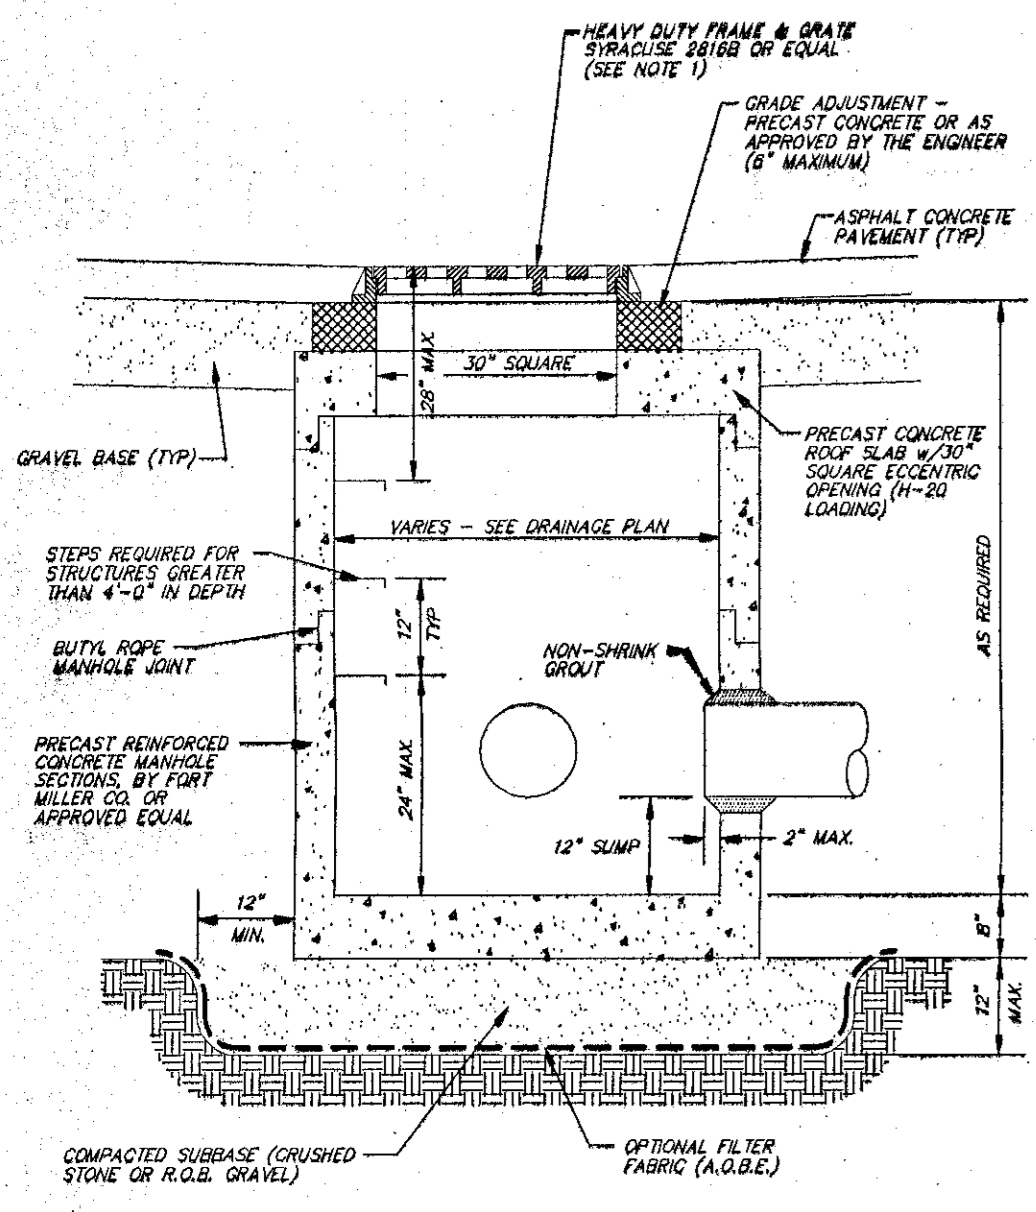 HEAVY DUTY FRAME & GRATE
SYRACUSE 2816B OR EQUAL
(SEE NOTE 1)
GRADE ADJUSTMENT -
PRECAST CONCRETE OR AS
APPROVED BY THE ENGINEER
(6" MAXIMUM)
ASPHALT CONCRETE
PAVEMENT (TYP)
28" MAX.
30" SQUARE
GRAVEL BASE (TYP)
PRECAST CONCRETE
ROOF SLAB w/30"
SQUARE ECCENTRIC
OPENING (H-20
LOADING)
VARIES - SEE DRAINAGE PLAN
STEPS REQUIRED FOR
STRUCTURES GREATER
THAN 4'-0" IN DEPTH
12"
TYP
AS REQUIRED
BUTYL ROPE
MANHOLE JOINT
NON-SHRINK
GROUT
PRECAST REINFORCED
CONCRETE MANHOLE
SECTIONS, BY FORT
MILLER CO. OR
APPROVED EQUAL
24" MAX.
12" SUMP
2" MAX.
12"
MIN.
8"
12"
MAX.
COMPACTED SUBBASE (CRUSHED
STONE OR R.O.B. GRAVEL)
OPTIONAL FILTER
FABRIC (A.O.B.E.)